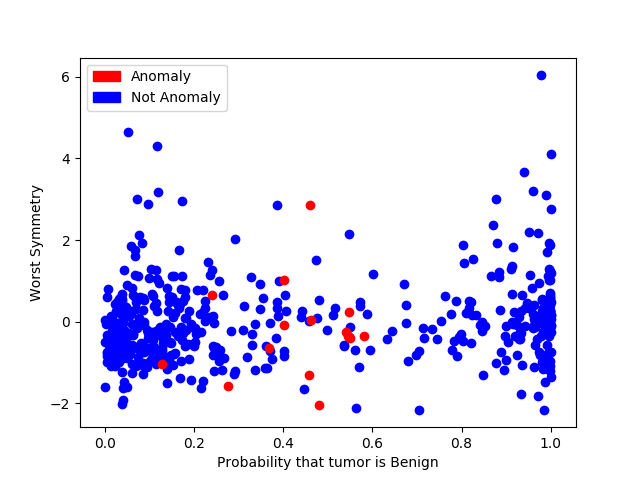 Anomaly
Not Anomaly
6
4
2
0
−2
Worst Symmetry
0.0 0.2 0.4 0.6 0.8 1.0
Probability that tumor is Benign